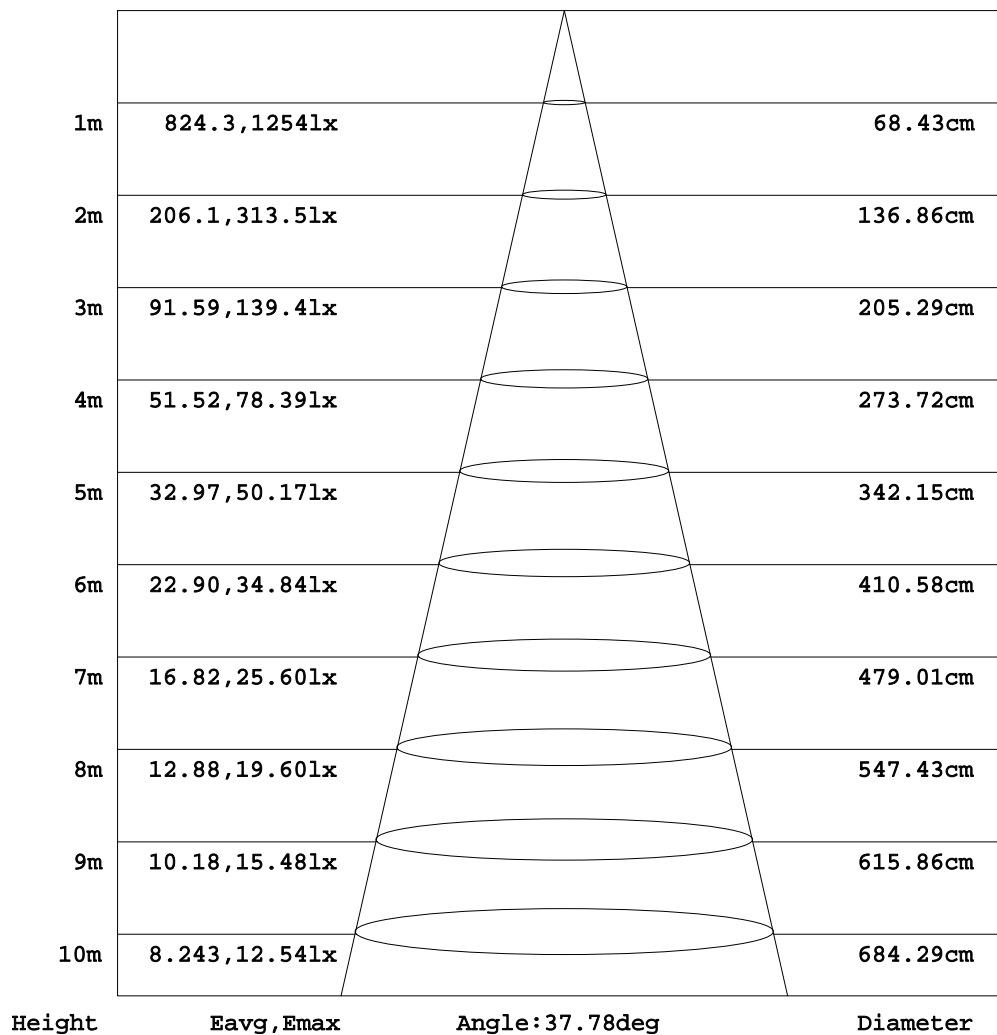 1m 824.3,1254lx 68.43cm
2m 206.1,313.5lx 136.86cm
3m 91.59,139.4lx 205.29cm
4m 51.52,78.39lx 273.72cm
5m 32.97,50.17lx 342.15cm
6m 22.90,34.84lx 410.58cm
7m 16.82,25.60lx 479.01cm
8m 12.88,19.60lx 547.43cm
9m 10.18,15.48lx 615.86cm
10m 8.243,12.54lx 684.29cm
Height Eavg,Emax Angle:37.78deg Diameter